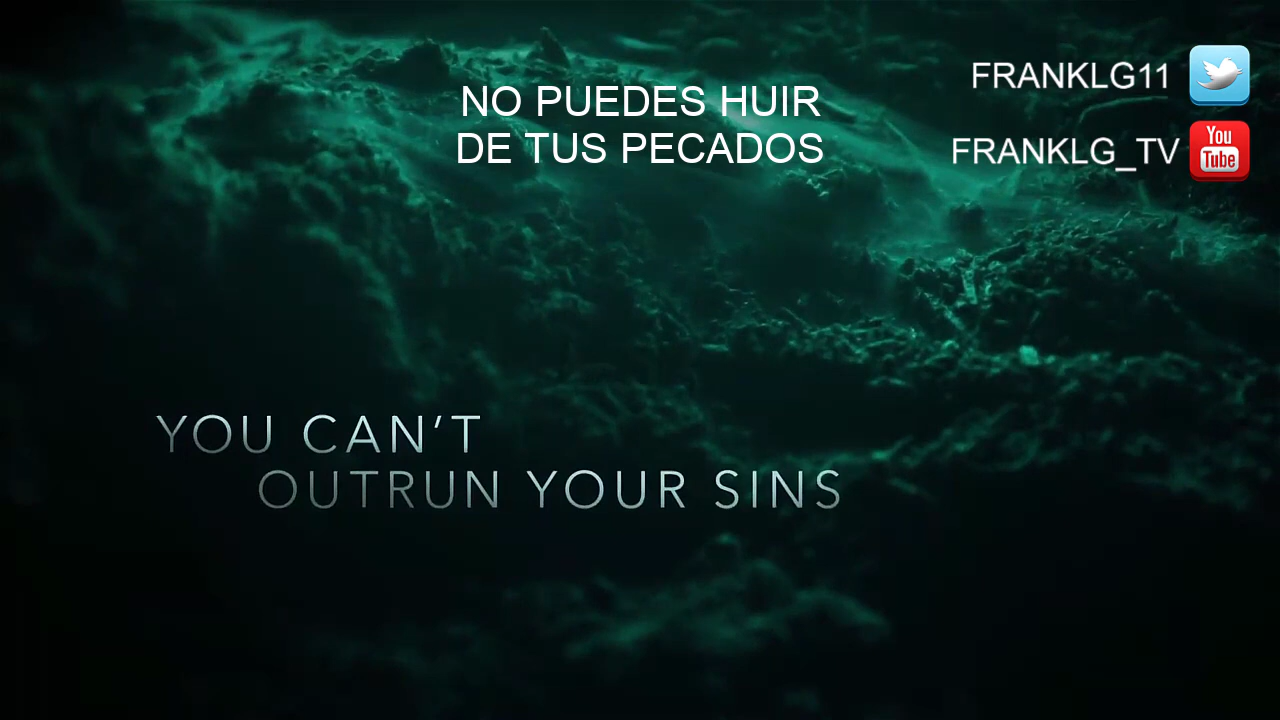 NO PUEDES HUIR
DE TUS PECADOS
FRANKLG11
FRANKLG_TV
You
Tube
YOU CAN'T
OUTRUN YOUR SINS